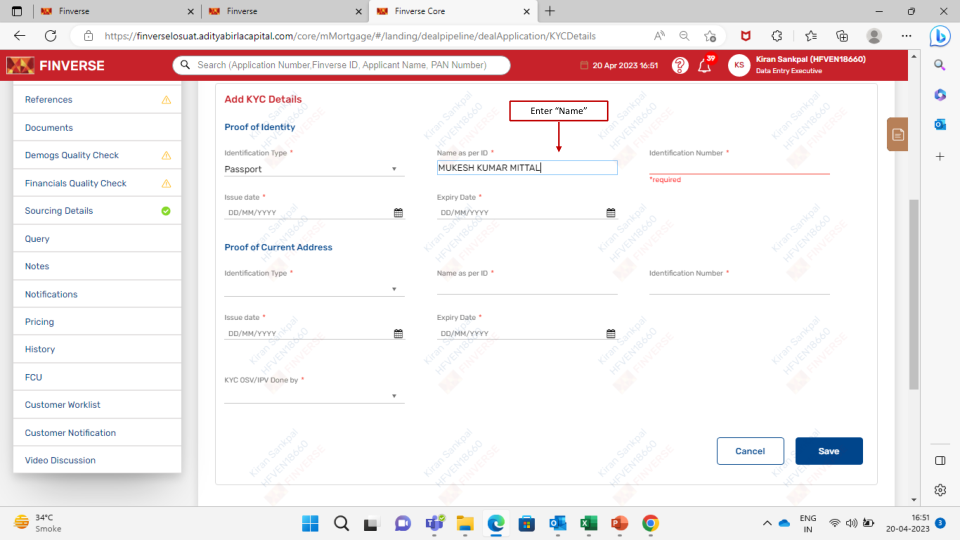 Finverse
Finverse
Finverse Core
https://finverselosuat.adityabirlacapital.com/core/mMortgage/#/landing/dealpipeline/dealApplication/KYCDetails
FINVERSE
Search (Application Number,Finverse ID, Applicant Name, PAN Number)
20 Apr 2023 16:51
39
KS
Kiran Sankpal (HFVEN18660)
Data Entry Executive
References
Documents
Demogs Quality Check
Financials Quality Check
Sourcing Details
Query
Notes
Notifications
Pricing
History
FCU
Customer Worklist
Customer Notification
Video Discussion
Add KYC Details
Enter “Name”
Proof of Identity
Identification Type *
Name as per ID *
Identification Number *
Passport
MUKESH KUMAR MITTAL
*required
Issue date *
Expiry Date *
DD/MM/YYYY
DD/MM/YYYY
Proof of Current Address
Identification Type *
Name as per ID *
Identification Number *
Issue date *
Expiry Date *
DD/MM/YYYY
DD/MM/YYYY
KYC OSV/IPV Done by *
Cancel
Save
Kiran Sankpal
HFVEN18660
FINVERSE
34°C
Smoke
ENG
IN
16:51
20-04-2023
3